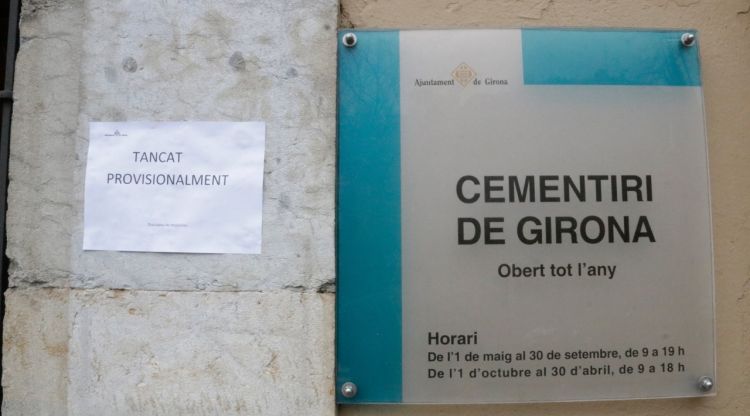 TANCAT
PROVISIONALMENT
Ajuntament de Girona
CEMENTIRI
DE GIRONA
Obert tot l'any
Horari
De l'1 de maig al 30 de setembre, de 9 a 19 h
De l'1 d'octubre al 30 d'abril, de 9 a 18 h